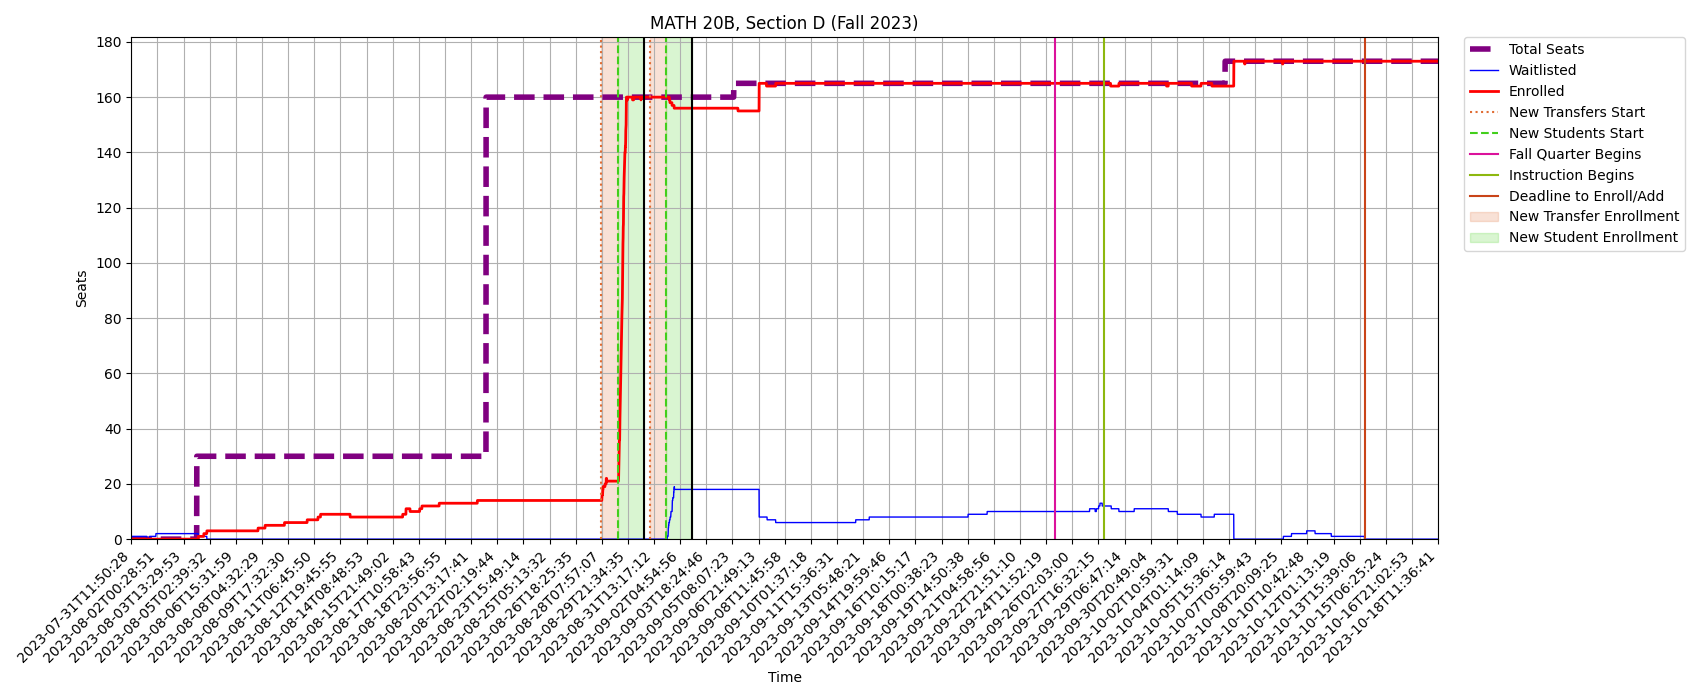 MATH 20B, Section D (Fall 2023)
180
160
140
120
100
80
60
40
20
0
Seats
2023-07-31T11:50:28
2023-08-02T00:28:51
2023-08-03T13:29:53
2023-08-05T02:39:32
2023-08-06T15:31:59
2023-08-08T04:32:29
2023-08-09T17:32:30
2023-08-11T06:45:50
2023-08-12T19:45:55
2023-08-14T08:48:53
2023-08-15T21:49:02
2023-08-17T10:58:43
2023-08-18T23:56:55
2023-08-20T13:17:41
2023-08-22T02:19:44
2023-08-23T15:49:14
2023-08-25T05:13:32
2023-08-26T18:25:35
2023-08-28T07:57:07
2023-08-29T21:34:35
2023-08-31T13:17:12
2023-09-02T04:54:56
2023-09-03T18:24:46
2023-09-05T08:07:23
2023-09-06T21:49:13
2023-09-08T11:45:58
2023-09-10T01:37:18
2023-09-11T15:36:31
2023-09-13T05:48:21
2023-09-14T19:59:46
2023-09-16T10:15:17
2023-09-18T00:38:23
2023-09-19T14:50:38
2023-09-21T04:58:56
2023-09-22T21:51:10
2023-09-24T11:52:19
2023-09-26T02:03:00
2023-09-27T16:32:15
2023-09-29T06:47:14
2023-09-30T20:49:04
2023-10-02T10:59:31
2023-10-04T01:14:09
2023-10-05T15:36:14
2023-10-07T05:59:43
2023-10-08T20:09:25
2023-10-10T10:42:48
2023-10-12T01:13:19
2023-10-13T15:39:06
2023-10-15T06:25:24
2023-10-16T21:02:53
2023-10-18T11:36:41
Time
Total Seats
Waitlisted
Enrolled
New Transfers Start
New Students Start
Fall Quarter Begins
Instruction Begins
Deadline to Enroll/Add
New Transfer Enrollment
New Student Enrollment